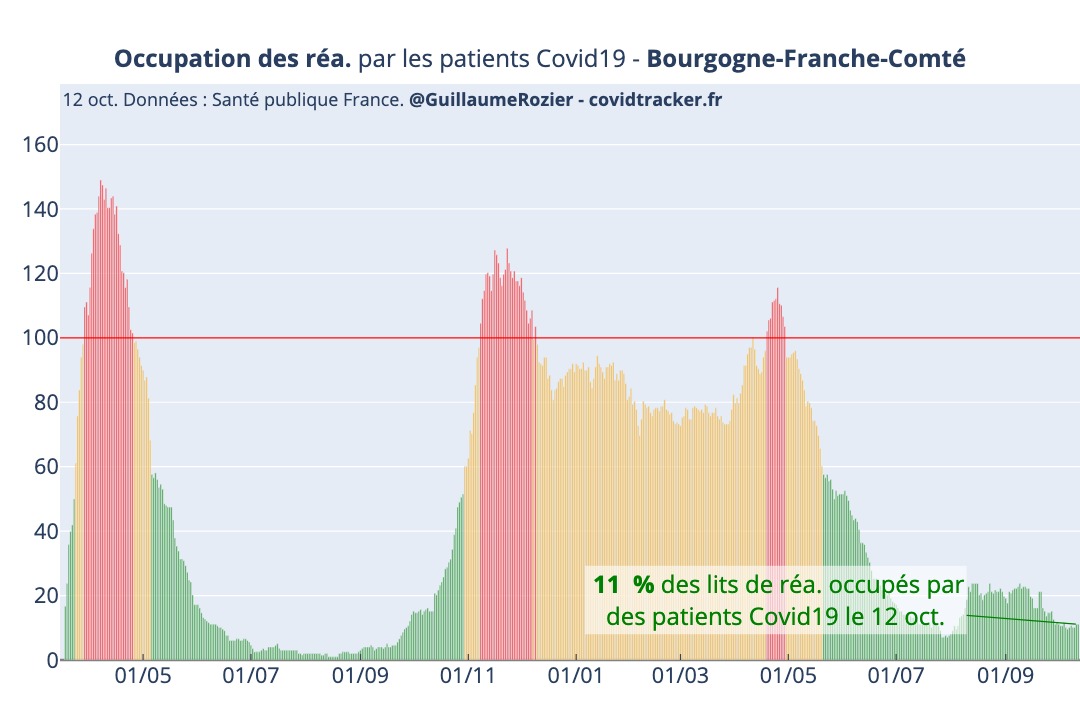 Occupation des réa. par les patients Covid19 - Bourgogne-Franche-Comté
12 oct. Données : Santé publique France. @GuillaumeRozier - covidtracker.fr
160
140
120
100
80
60
40
20
0
11 % des lits de réa. occupés par
des patients Covid19 le 12 oct.
01/05 01/07 01/09 01/11 01/01 01/03 01/05 01/07 01/09